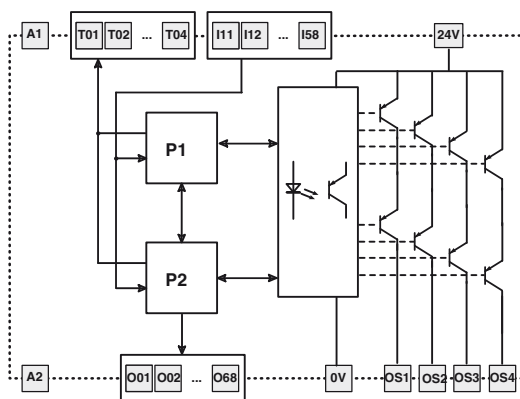 A1 T01 T02 ... T04 I11 I12 ... I58 24V
P1
P2
A2 O01 O02 ... O68 0V OS1 OS2 OS3 OS4